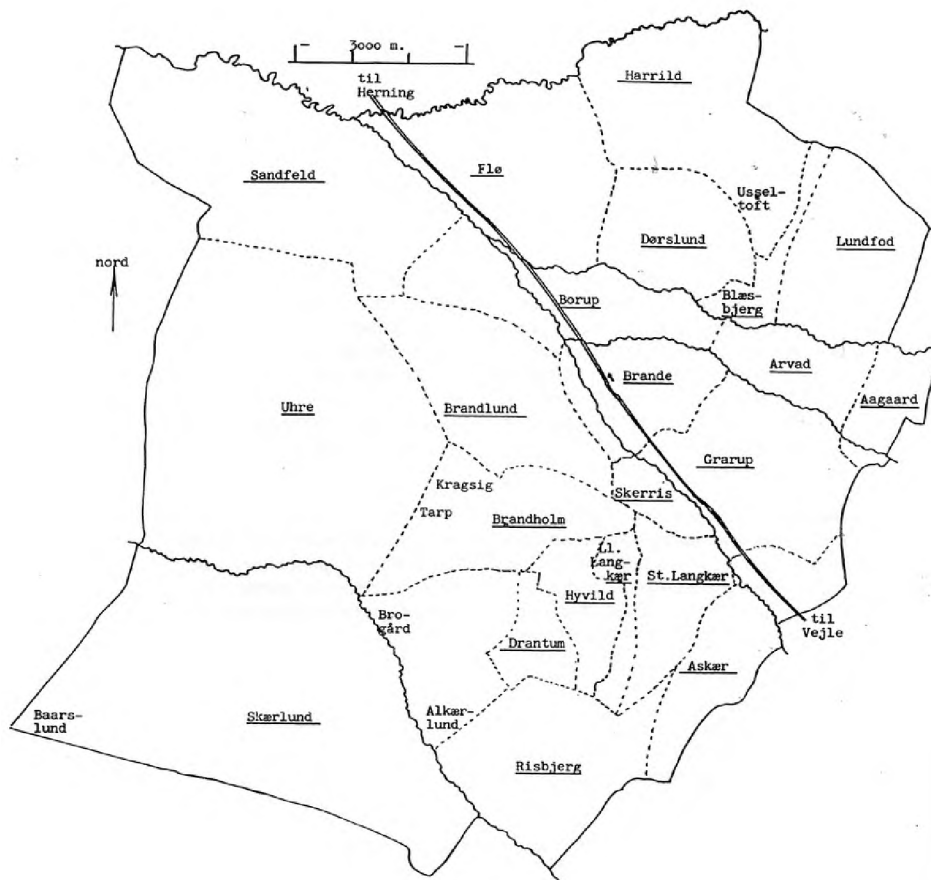 3000 m.
til
Herning
Harrild
Sandfeld
Flø
Ussel-
toft
Dørslund
Lundfod
nord
Blæs-
bjerg
Borup
Arvad
Brande
Aagaard
Uhre
Brandlund
Grarup
Kragsig
Skerris
Tarp
Brandholm
Ll.
Lang-
kær
St.Langkær
Hyvild
Bro-
gård
til
Vejle
Drantum
Askær
Baars-
lund
Skærlund
Alkær-
lund
Risbjerg